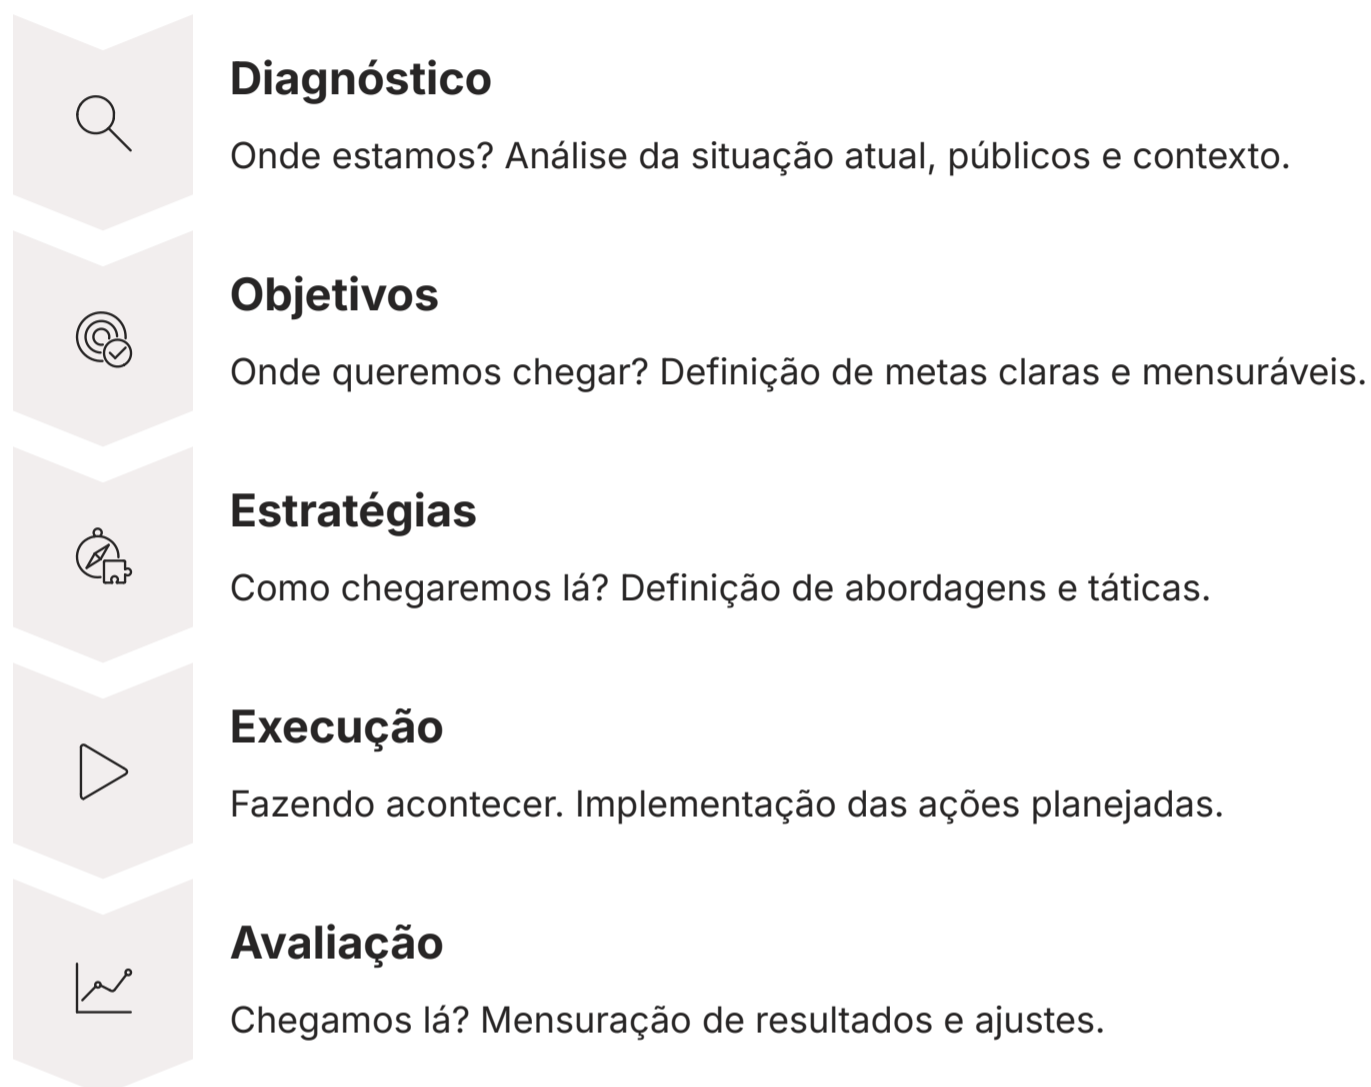 Diagnóstico
Onde estamos? Análise da situação atual, públicos e contexto.
Objetivos
Onde queremos chegar? Definição de metas claras e mensuráveis.
Estratégias
Como chegaremos lá? Definição de abordagens e táticas.
Execução
Fazendo acontecer. Implementação das ações planejadas.
Avaliação
Chegamos lá? Mensuração de resultados e ajustes.